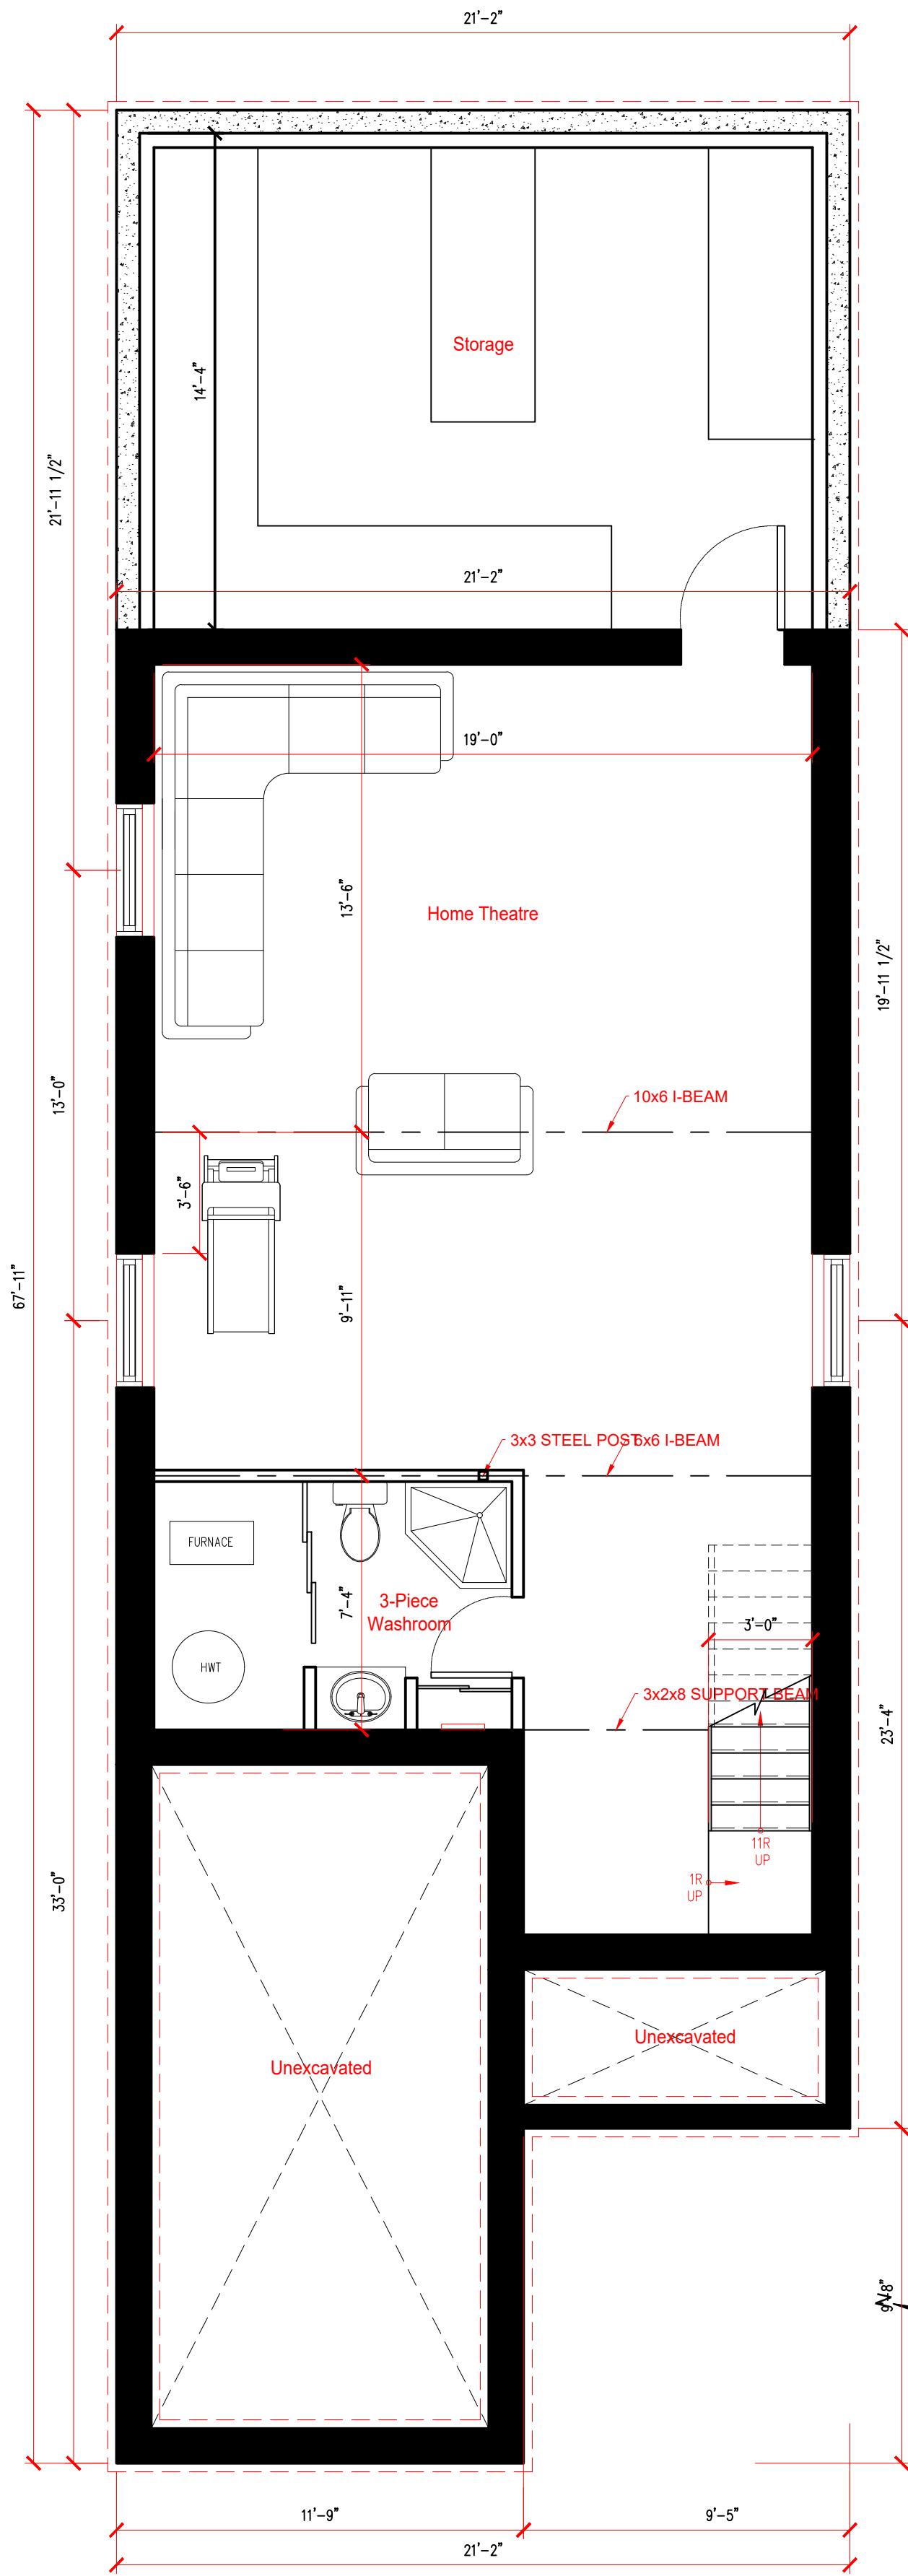 21'-2"
14'-4"
Storage
21'-11 1/2"
21'-2"
19'-0"
13'-6"
Home Theatre
19'-11 1/2"
13'-0"
10x6 I-BEAM
3'-6"
67'-11"
9'-11"
3x3 STEEL POST
6x6 I-BEAM
FURNACE
7'-4"
3-Piece
Washroom
3'-0"
HWT
3x2x8 SUPPORT BEAM
23'-4"
11R
UP
1R
UP
33'-0"
Unexcavated
Unexcavated
9'-8"
11'-9"
9'-5"
21'-2"